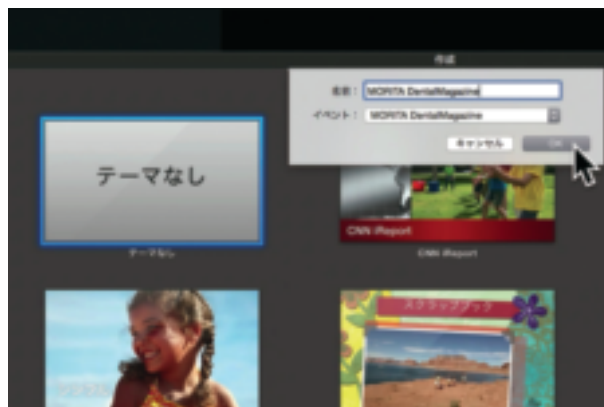 作成
名前：MORITA DentalMagazine
イベント：MORITA DentalMagazine
キャンセル OK
テーマなし
テーマなし
CNN iReport
CNN iReport
スクラップブック